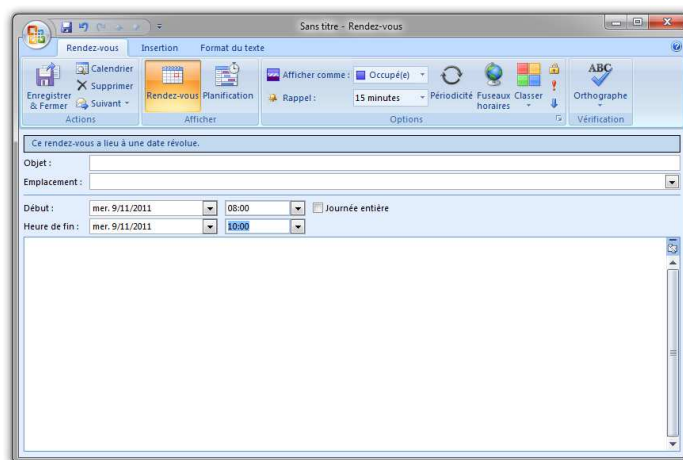 Sans titre - Rendez-vous
Rendez-vous Insertion Format du texte
Enregistrer & Fermer
Calendrier
Supprimer
Suivant
Actions
Rendez-vous Planification
Afficher
Afficher comme : Occupé(e)
Rappel : 15 minutes
Périodicité
Fuseaux horaires
Classer
Options
ABC
Orthographe
Vérification
Ce rendez-vous a lieu à une date révolue.
Objet :
Emplacement :
Début : mer. 9/11/2011 08:00 Journée entière
Heure de fin : mer. 9/11/2011 10:00